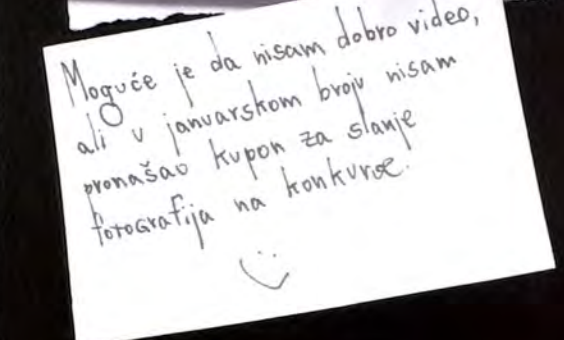 Moguće je da nisam dobro video,
ali u januarskom broju nisam
pronašao kupon za slanje
fotografija na konkurse.